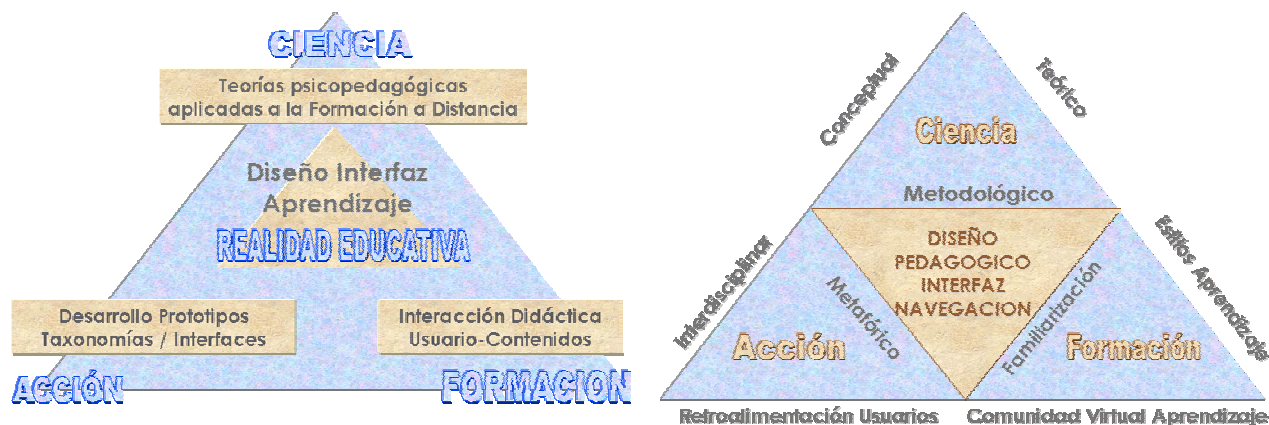 CIENCIA
Teorías psicopedagógicas
aplicadas a la Formación a Distancia
Diseño Interfaz
Aprendizaje
REALIDAD EDUCATIVA
Desarrollo Prototipos
Taxonomías / Interfaces
Interacción Didáctica
Usuario-Contenidos
ACCIÓN
FORMACION
Conceptual
Teórico
Ciencia
Metodológico
DISEÑO
PEDAGOGICO
INTERFAZ
NAVEGACION
Interdisciplinar
Metafórico
Familiarización
Estilos Aprendizaje
Acción
Formación
Retroalimentación Usuarios
Comunidad Virtual Aprendizaje